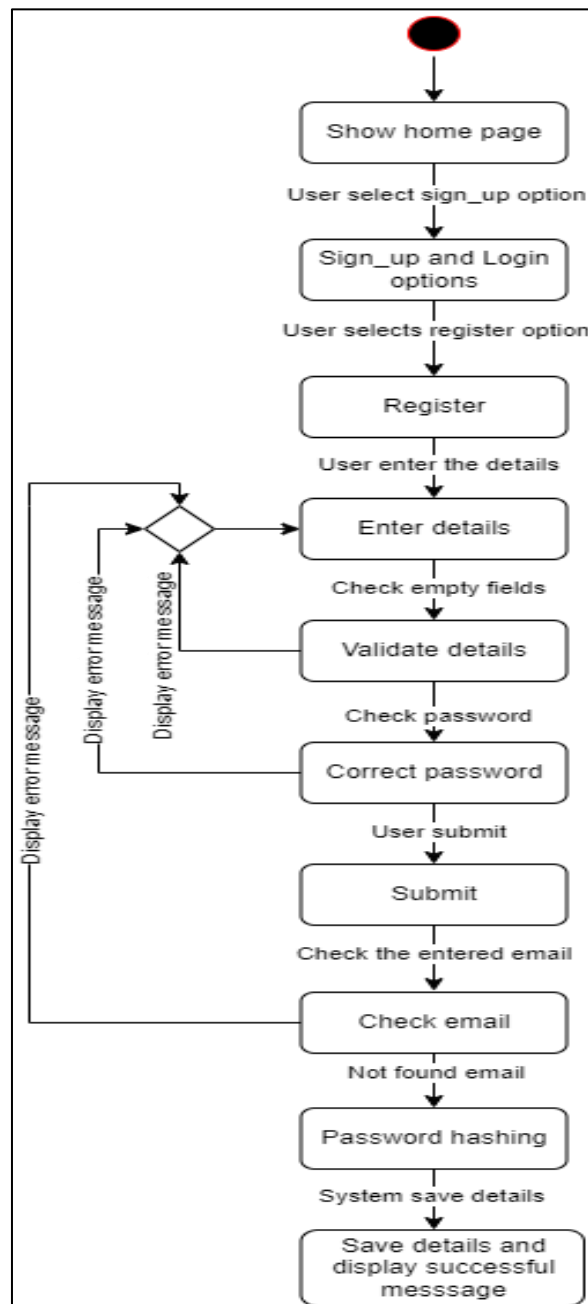 Show home page
User select sign_up option
Sign_up and Login
options
User selects register option
Register
User enter the details
Enter details
Check empty fields
Display error message
Display error message
Display error message
Validate details
Check password
Correct password
User submit
Submit
Check the entered email
Check email
Not found email
Password hashing
System save details
Save details and
display successful
messsage